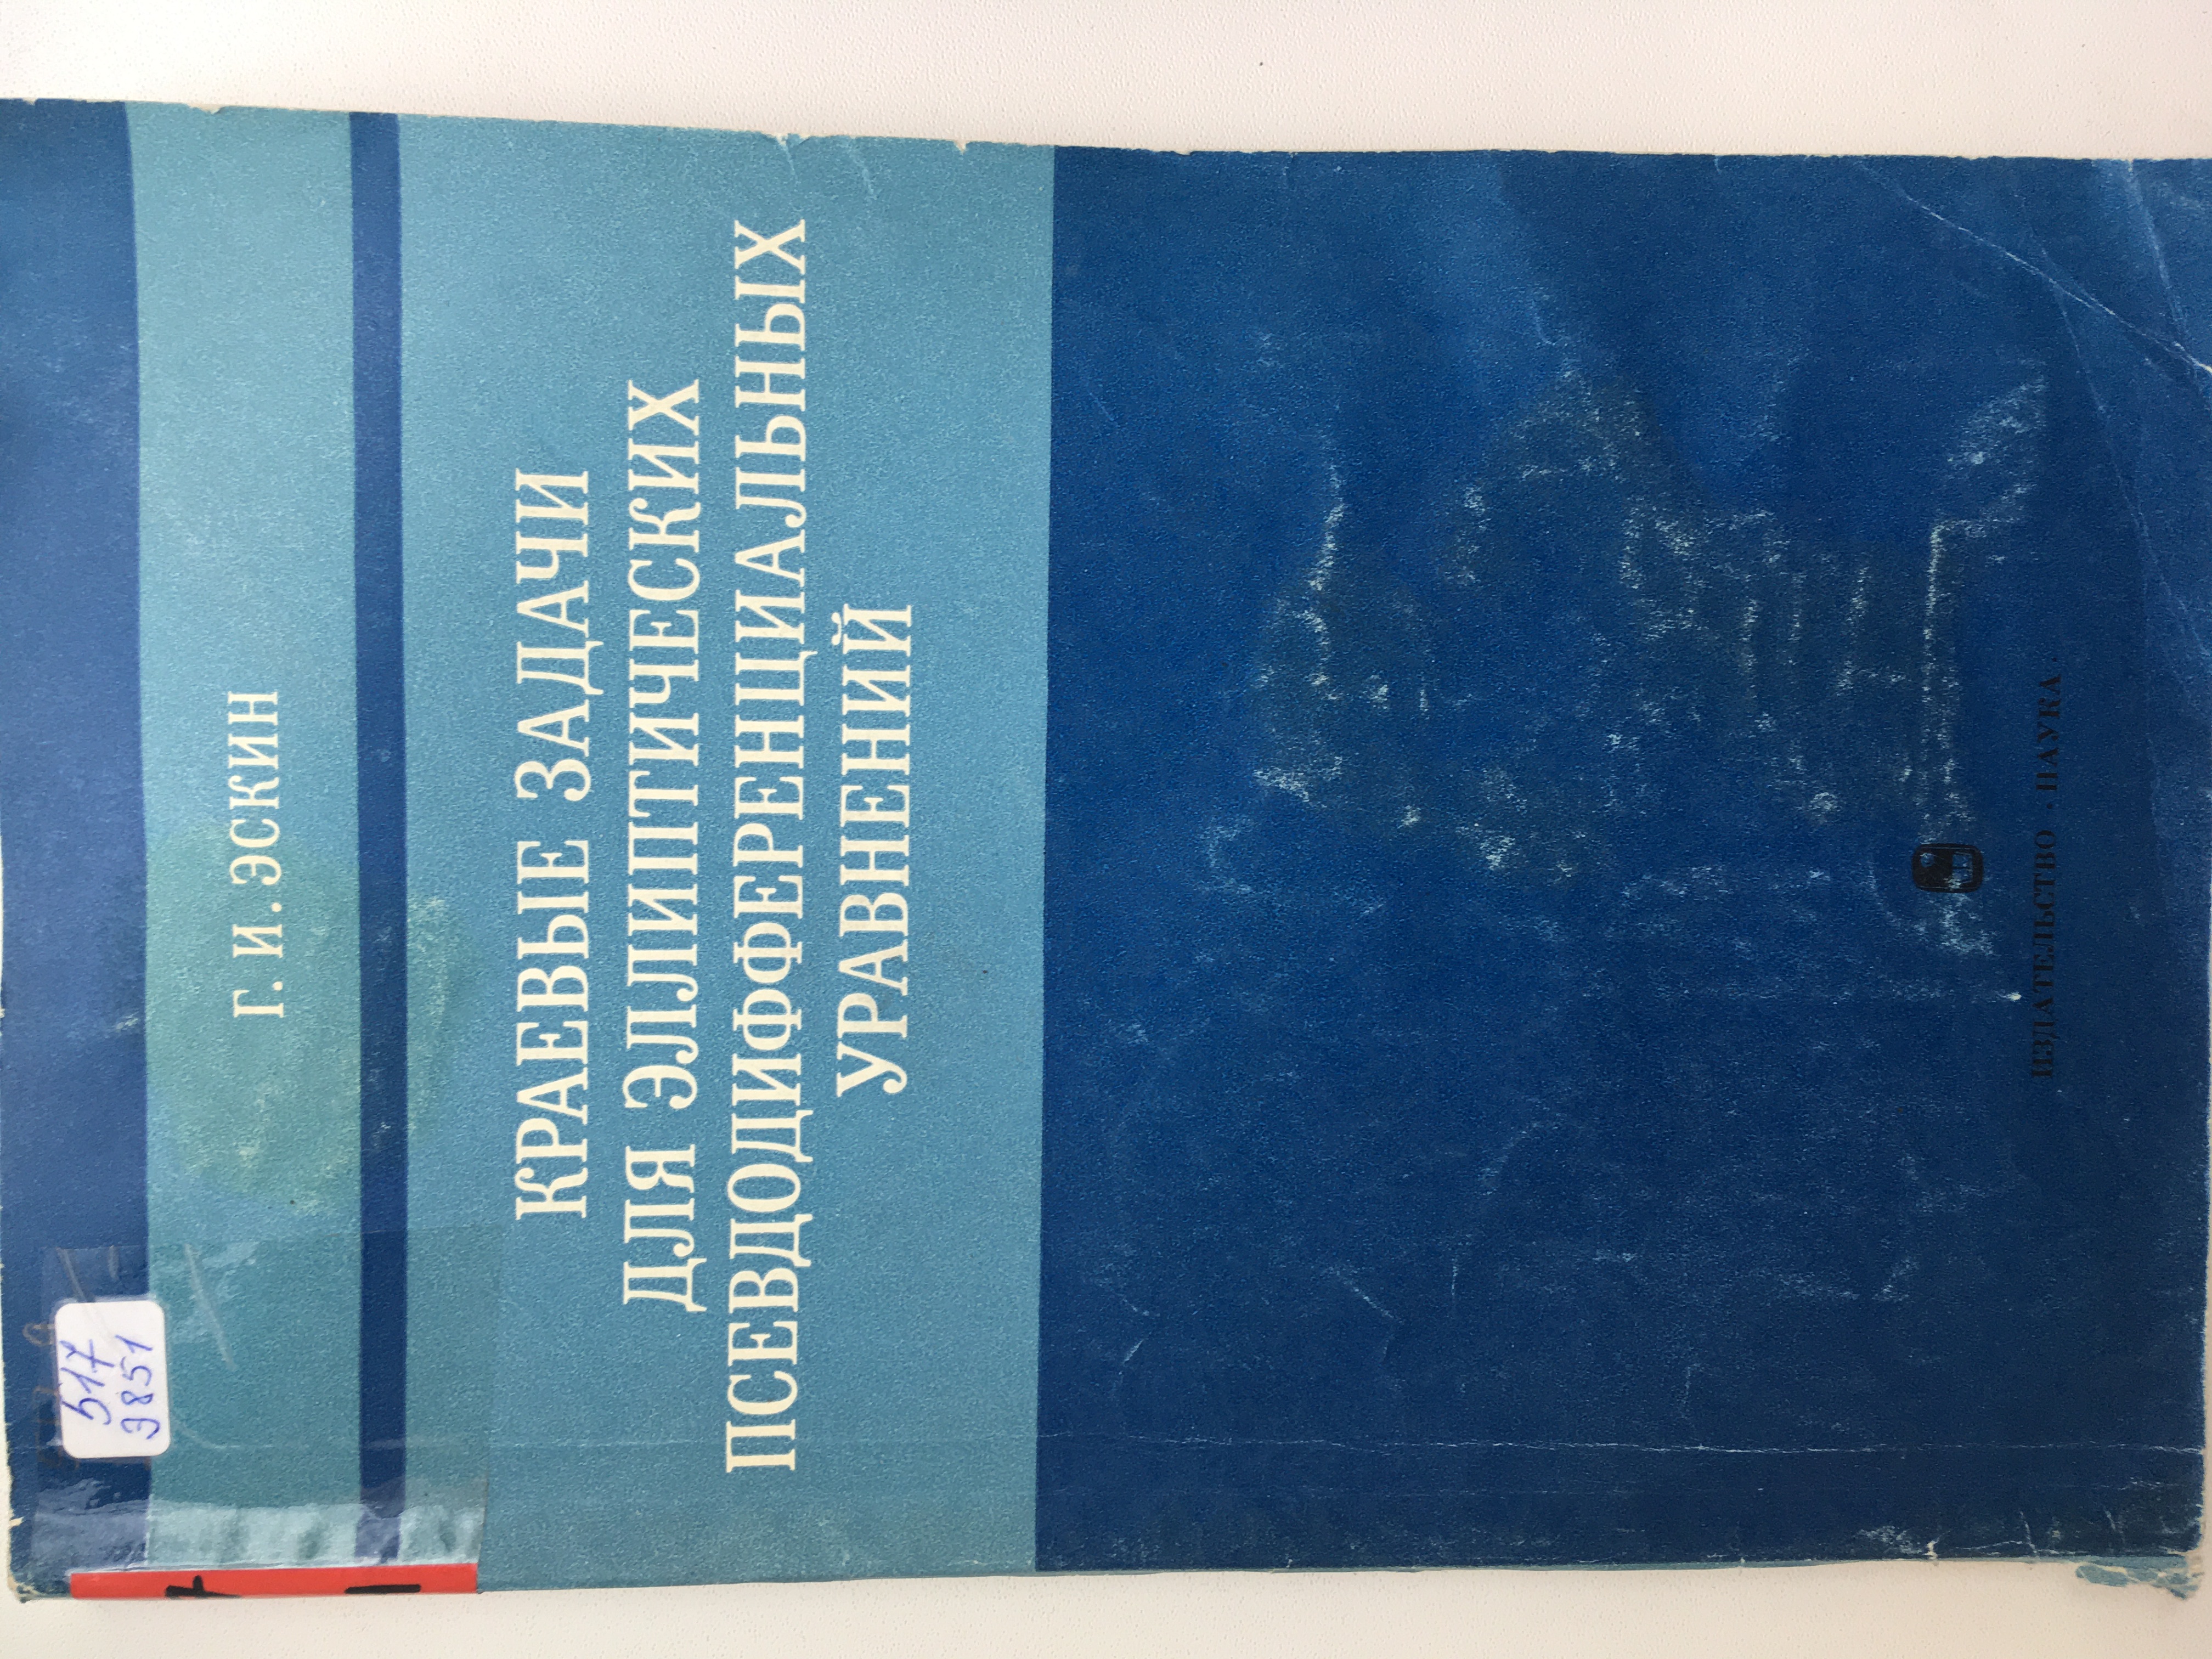 517
Э851
Г. И. ЭСКИН
КРАЕВЫЕ ЗАДАЧИ
ДЛЯ ЭЛЛИПТИЧЕСКИХ
ПСЕВДОДИФФЕРЕНЦИАЛЬНЫХ
УРАВНЕНИЙ
ИЗДАТЕЛЬСТВО · НАУКА ·